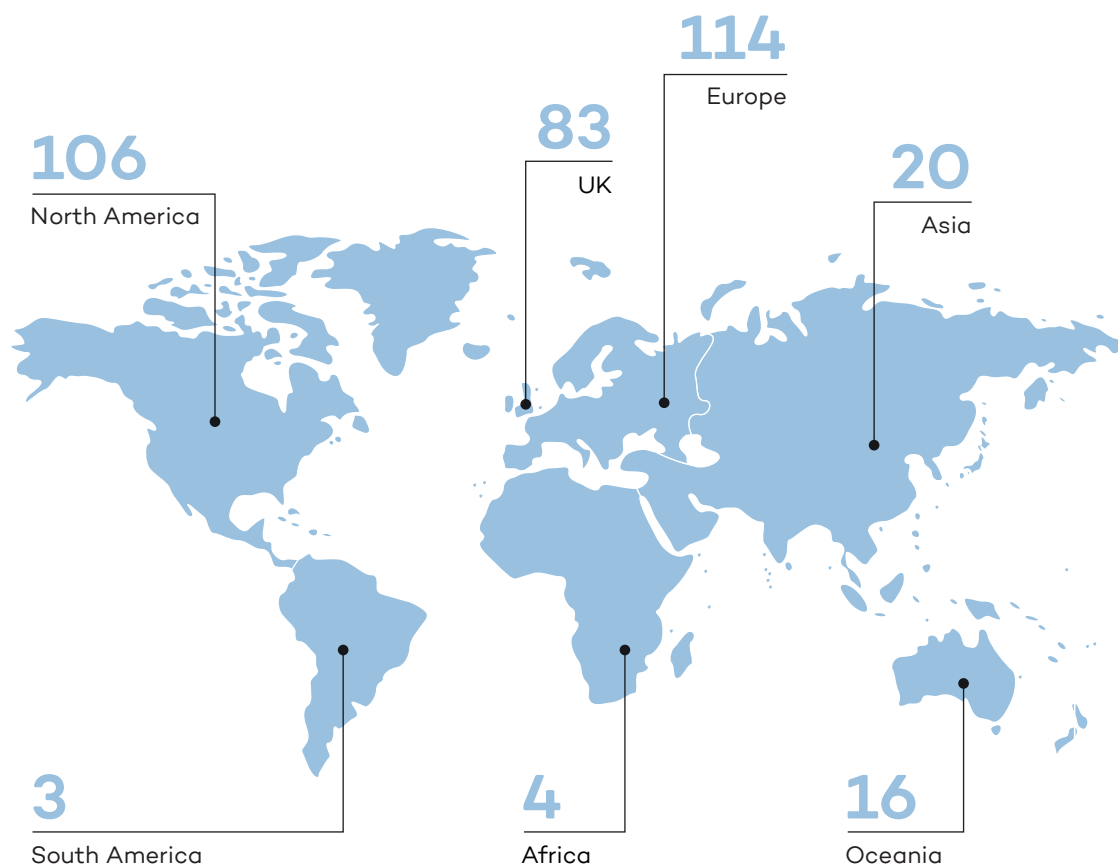 114
Europe
83
UK
106
North America
20
Asia
3
South America
4
Africa
16
Oceania